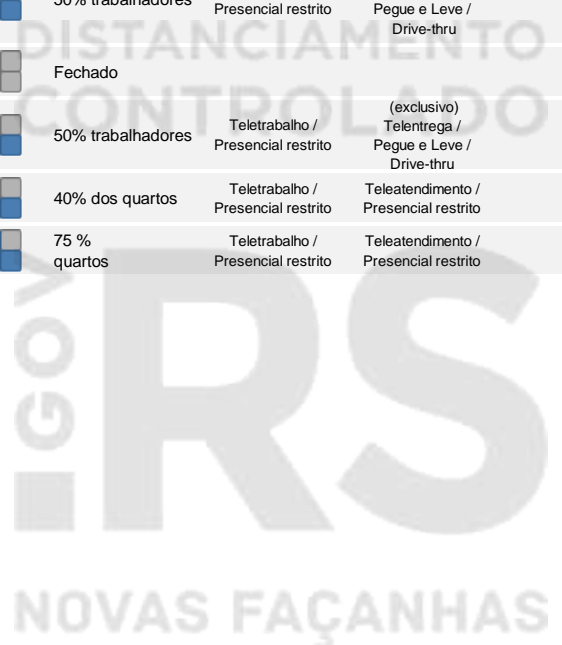 50% trabalhadores
Presencial restrito
Pegue e Leve /
Drive-thru
DISTANCIAMENTO
CONTROLADO
Fechado
50% trabalhadores
Teletrabalho /
Presencial restrito
(exclusivo)
Telentrega /
Pegue e Leve /
Drive-thru
40% dos quartos
Teletrabalho /
Presencial restrito
Teleatendimento /
Presencial restrito
75 %
quartos
Teletrabalho /
Presencial restrito
Teleatendimento /
Presencial restrito
GOV
RS
NOVAS FAÇANHAS